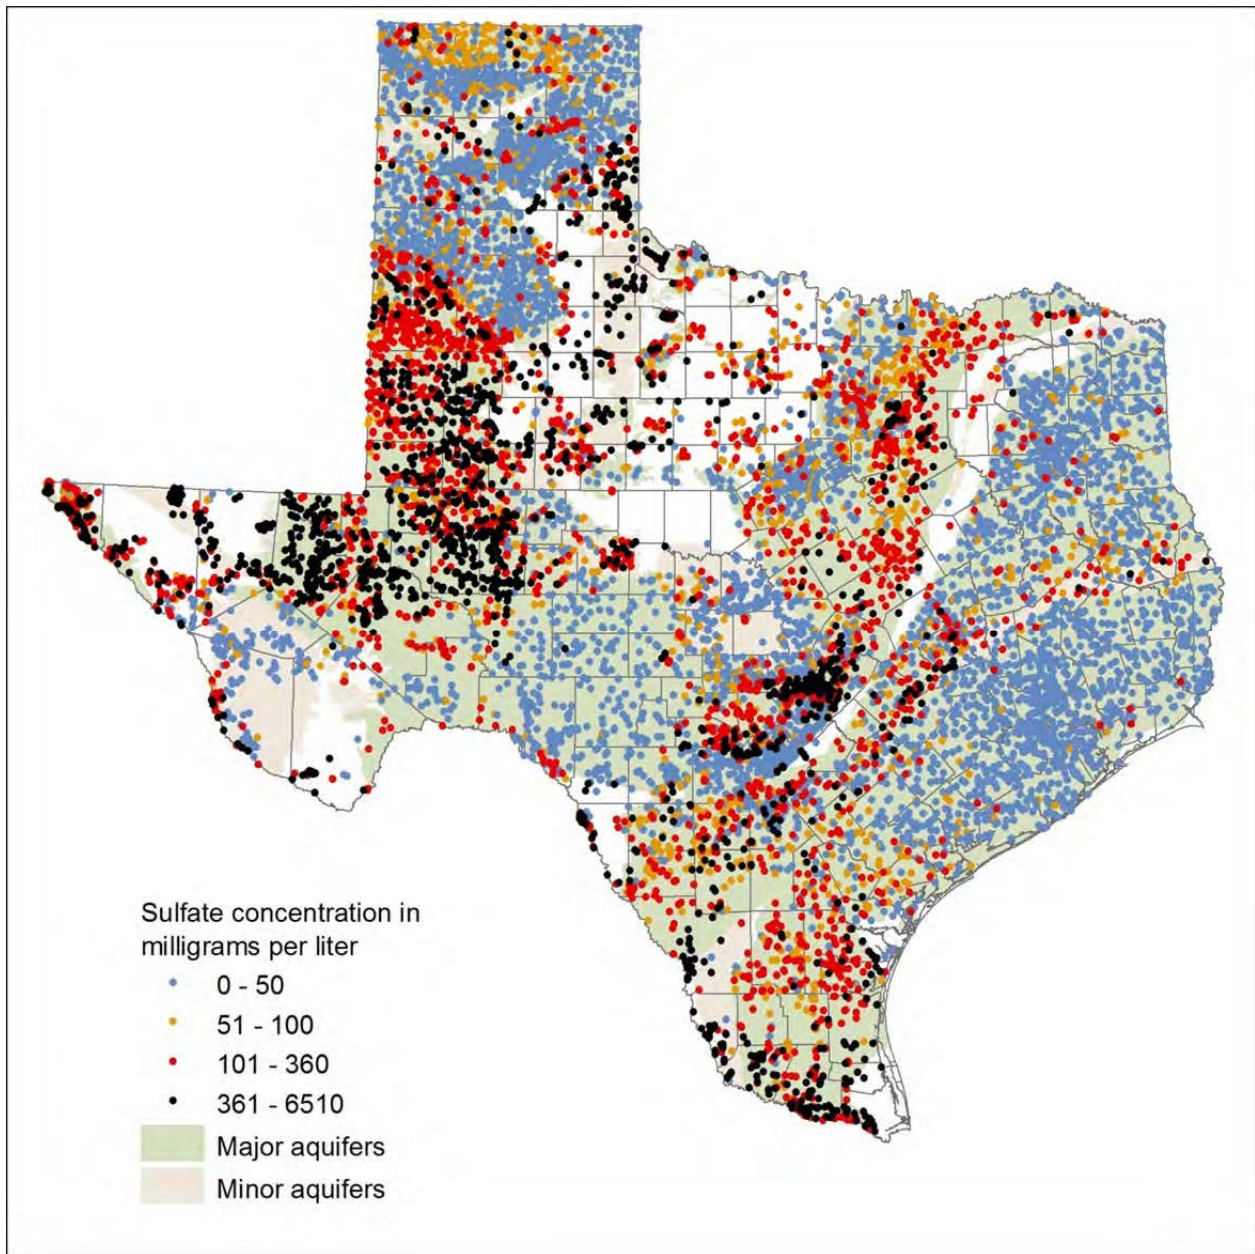 Sulfate concentration in
milligrams per liter
0 - 50
51 - 100
101 - 360
361 - 6510
Major aquifers
Minor aquifers